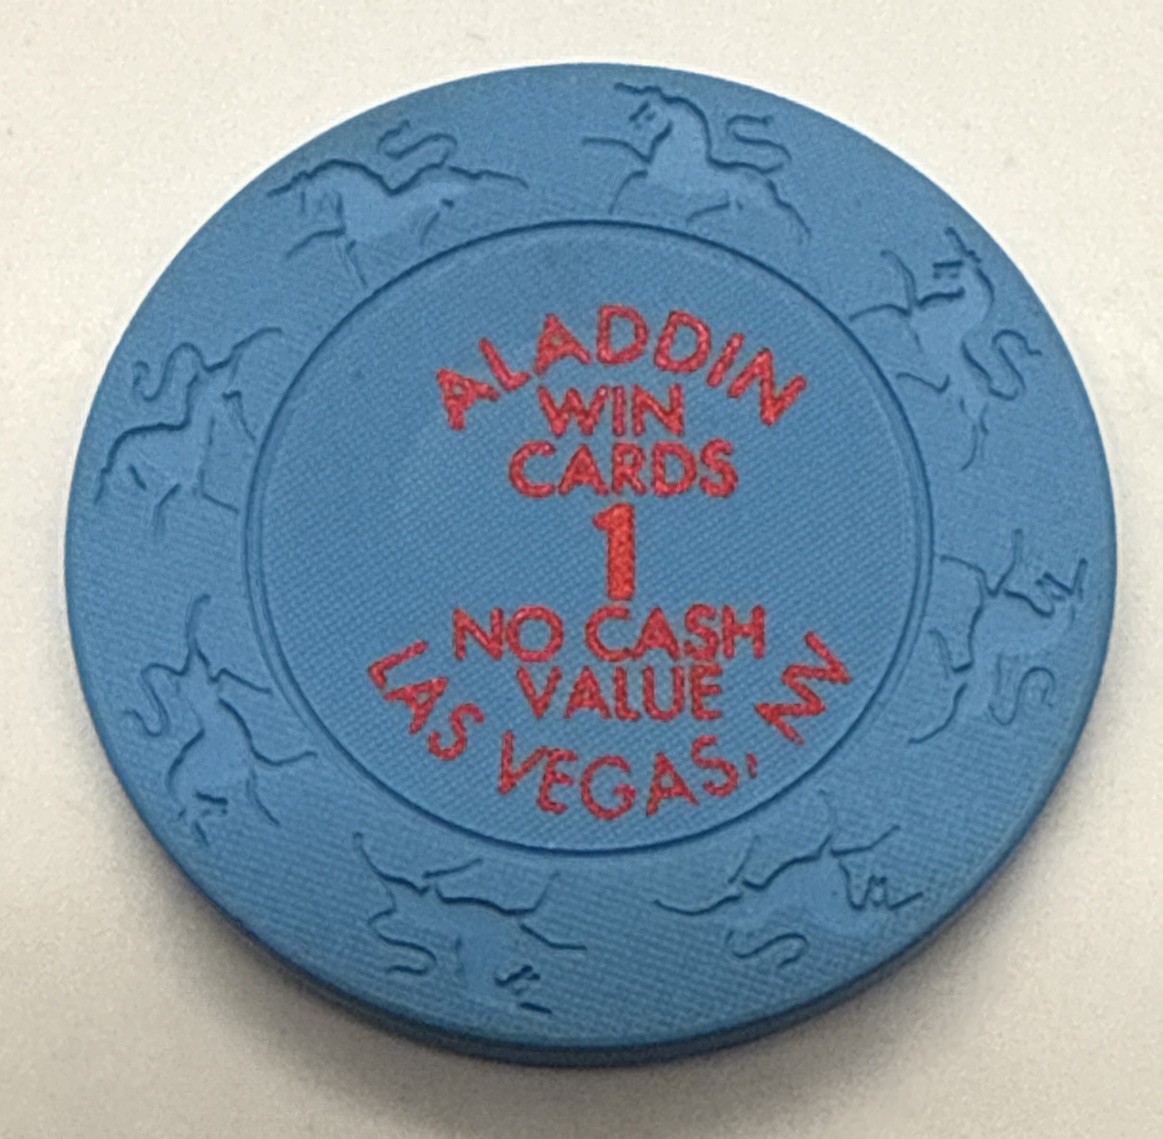 ALADDIN
WIN
CARDS
1
NO CASH
VALUE
LAS VEGAS, NV